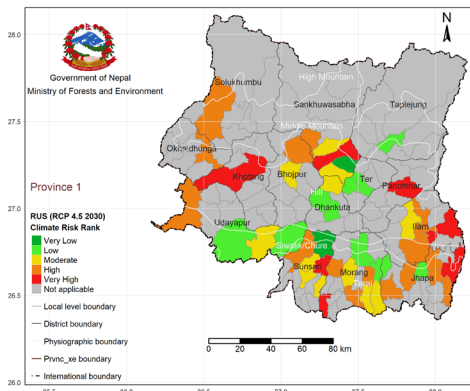 28.0
27.5
27.0
26.5
26.0
N
Government of Nepal
Ministry of Forests and Environment
Province 1
RUS (RCP 4.5 2030)
Climate Risk Rank
Very Low
Low
Moderate
High
Very High
Not applicable
Local level boundary
District boundary
Physiographic boundary
Prvnc_xe boundary
International boundary
Solukhumbu
High Mountain
Sankhuwasabha
Taplejung
Middle Mountain
Okhaldhunga
Khotang
Bhojpur
Ter
Panchthar
Hill
Dhankuta
Udayapur
Ilam
Siwalik/Chure
Sunsari
Morang
Jhapa
Tarai
0 20 40 60 80
km